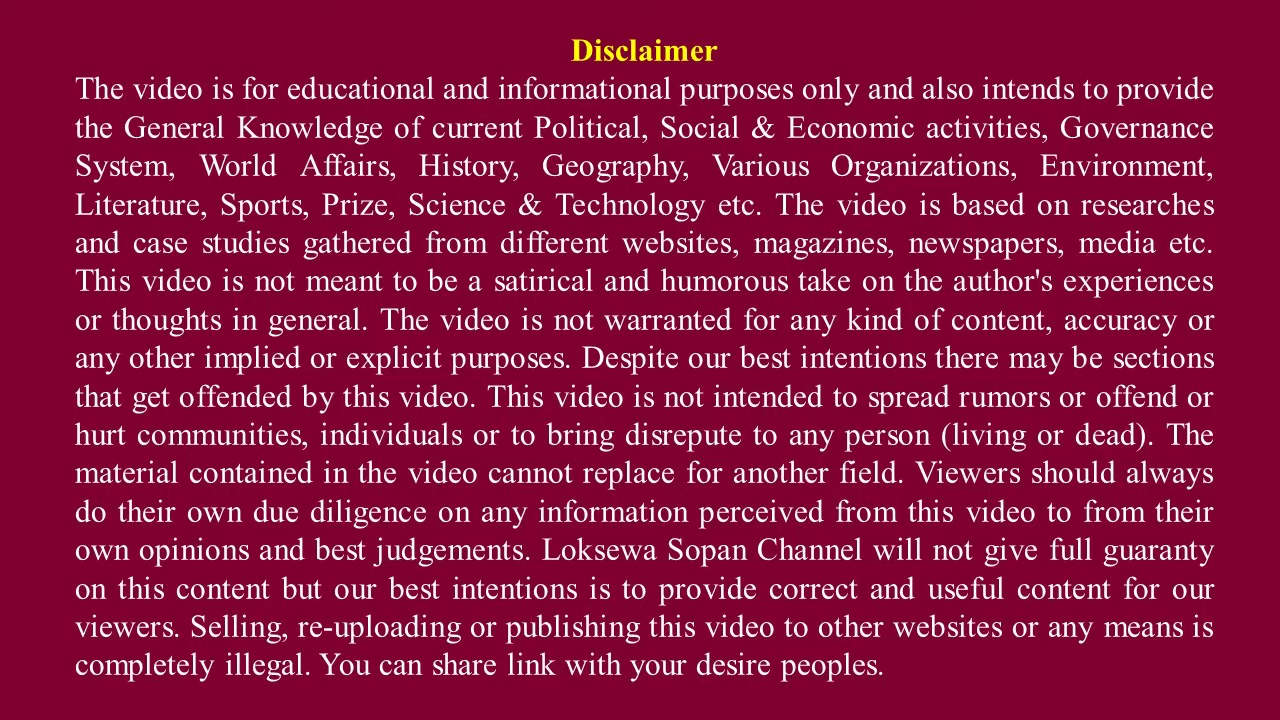 Disclaimer
The video is for educational and informational purposes only and also intends to provide
the General Knowledge of current Political, Social & Economic activities, Governance
System, World Affairs, History, Geography, Various Organizations, Environment,
Literature, Sports, Prize, Science & Technology etc. The video is based on researches
and case studies gathered from different websites, magazines, newspapers, media etc.
This video is not meant to be a satirical and humorous take on the author's experiences
or thoughts in general. The video is not warranted for any kind of content, accuracy or
any other implied or explicit purposes. Despite our best intentions there may be sections
that get offended by this video. This video is not intended to spread rumors or offend or
hurt communities, individuals or to bring disrepute to any person (living or dead). The
material contained in the video cannot replace for another field. Viewers should always
do their own due diligence on any information perceived from this video to from their
own opinions and best judgements. Loksewa Sopan Channel will not give full guaranty
on this content but our best intentions is to provide correct and useful content for our
viewers. Selling, re-uploading or publishing this video to other websites or any means is
completely illegal. You can share link with your desire peoples.